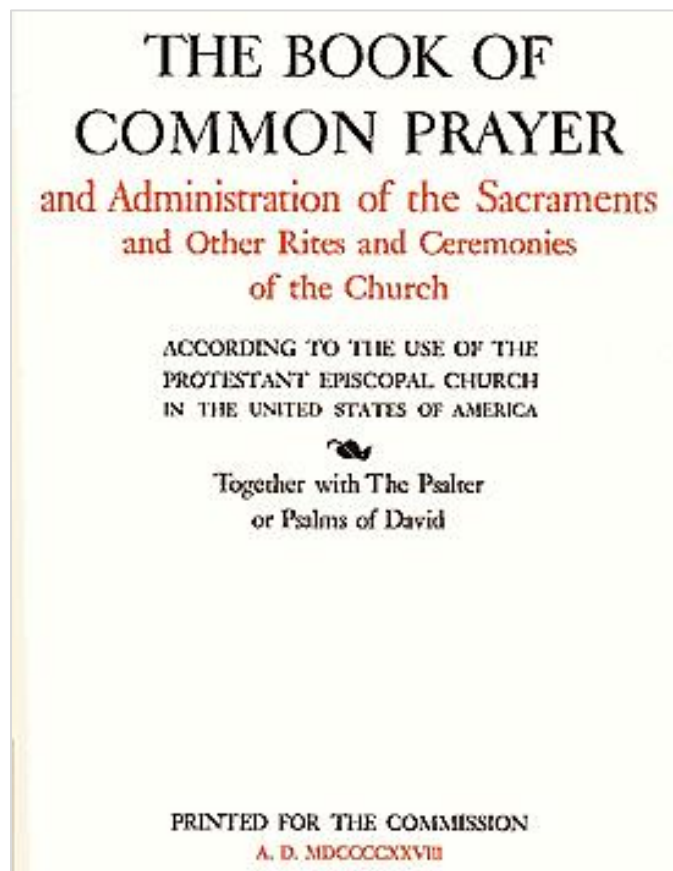 THE BOOK OF
COMMON PRAYER
and Administration of the Sacraments
and Other Rites and Ceremonies
of the Church
ACCORDING TO THE USE OF THE
PROTESTANT EPISCOPAL CHURCH
IN THE UNITED STATES OF AMERICA
Together with The Psalter
or Psalms of David
PRINTED FOR THE COMMISSION
A. D. MDCCCCXXVIII